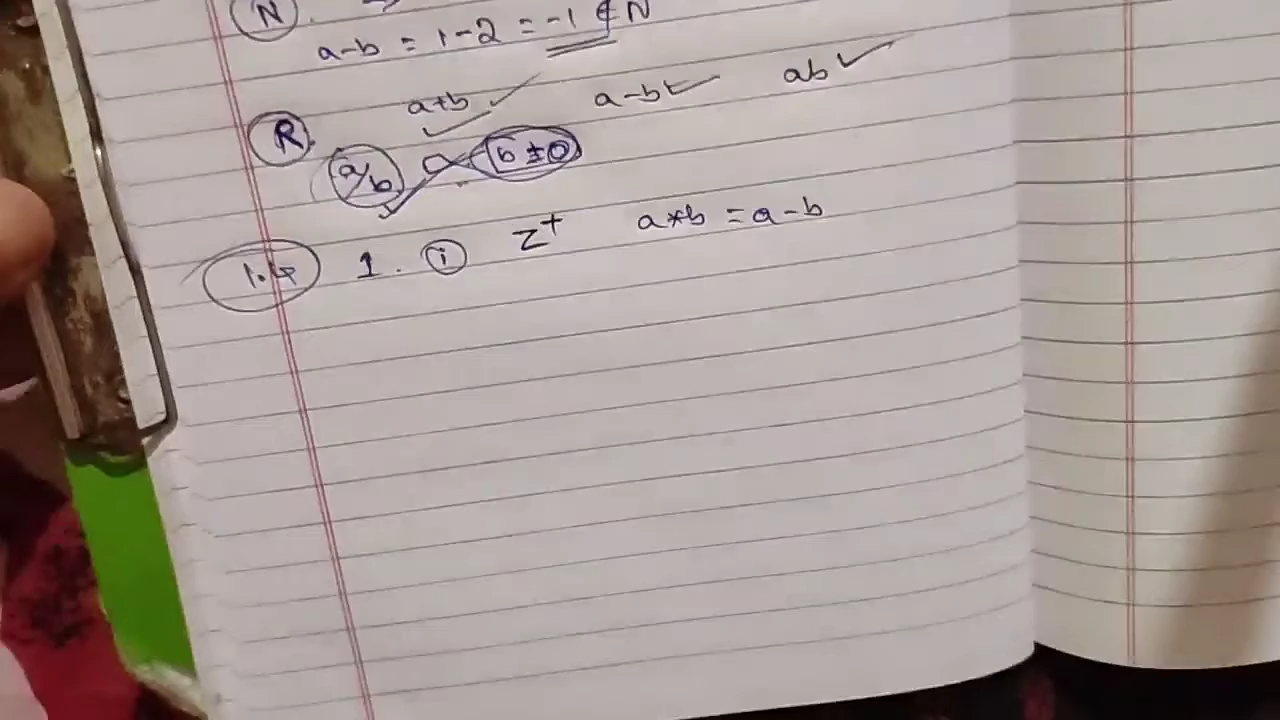 N.
a-b = 1-2 = -1 ∉ N
a+b ✓ a-b ✓ ab ✓
R. a/b b ≠ 0
1.4 1. i Z⁺ a*b = a-b